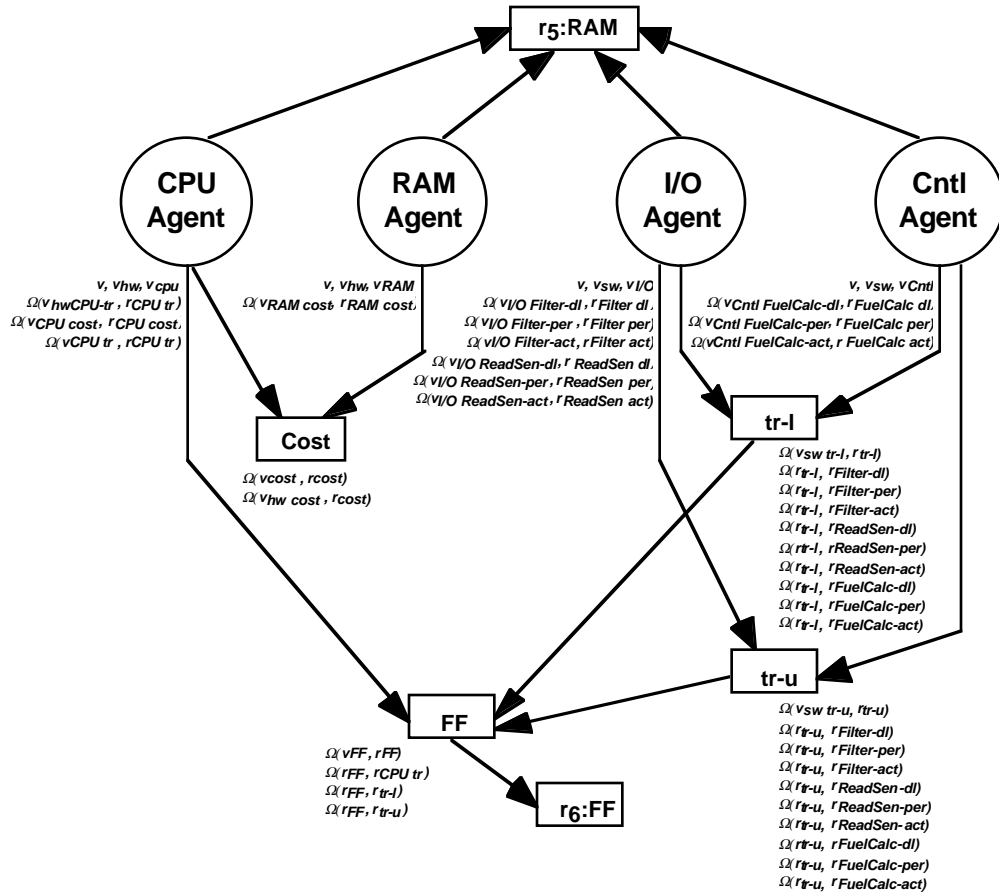 r5:RAM
CPU
Agent
RAM
Agent
I/O
Agent
Cntl
Agent
v, vhw, vcpu
Ω(vhwCPU-tr, rCPU tr)
Ω(vCPU cost, rCPU cost)
Ω(vCPU tr, rCPU tr)
v, vhw, vRAM
Ω(vRAM cost, rRAM cost)
v, vsw, vI/O
Ω(vI/O Filter-dl, rFilter dl)
Ω(vI/O Filter-per, rFilter per)
Ω(vI/O Filter-act, rFilter act)
Ω(vI/O ReadSen-dl, r ReadSen dl)
Ω(vI/O ReadSen-per, rReadSen per)
Ω(vI/O ReadSen-act, rReadSen act)
v, vsw, vCntl
Ω(vCntl FuelCalc-dl, rFuelCalc dl)
Ω(vCntl FuelCalc-per, rFuelCalc per)
Ω(vCntl FuelCalc-act, r FuelCalc act)
Cost
Ω(vcost, rcost)
Ω(vhw cost, rcost)
tr-l
Ω(vsw tr-l, rtr-l)
Ω(rtr-l, rFilter-dl)
Ω(rtr-l, rFilter-per)
Ω(rtr-l, rFilter-act)
Ω(rtr-l, rReadSen-dl)
Ω(rtr-l, rReadSen-per)
Ω(rtr-l, rReadSen-act)
Ω(rtr-l, rFuelCalc-dl)
Ω(rtr-l, rFuelCalc-per)
Ω(rtr-l, rFuelCalc-act)
tr-u
Ω(vsw tr-u, rtr-u)
Ω(rtr-u, rFilter-dl)
Ω(rtr-u, rFilter-per)
Ω(rtr-u, rFilter-act)
Ω(rtr-u, rReadSen-dl)
Ω(rtr-u, rReadSen-per)
Ω(rtr-u, rReadSen-act)
Ω(rtr-u, rFuelCalc-dl)
Ω(rtr-u, rFuelCalc-per)
Ω(rtr-u, rFuelCalc-act)
FF
Ω(vFF, rFF)
Ω(rFF, rCPU tr)
Ω(rFF, rtr-l)
Ω(rFF, rtr-u)
r6:FF